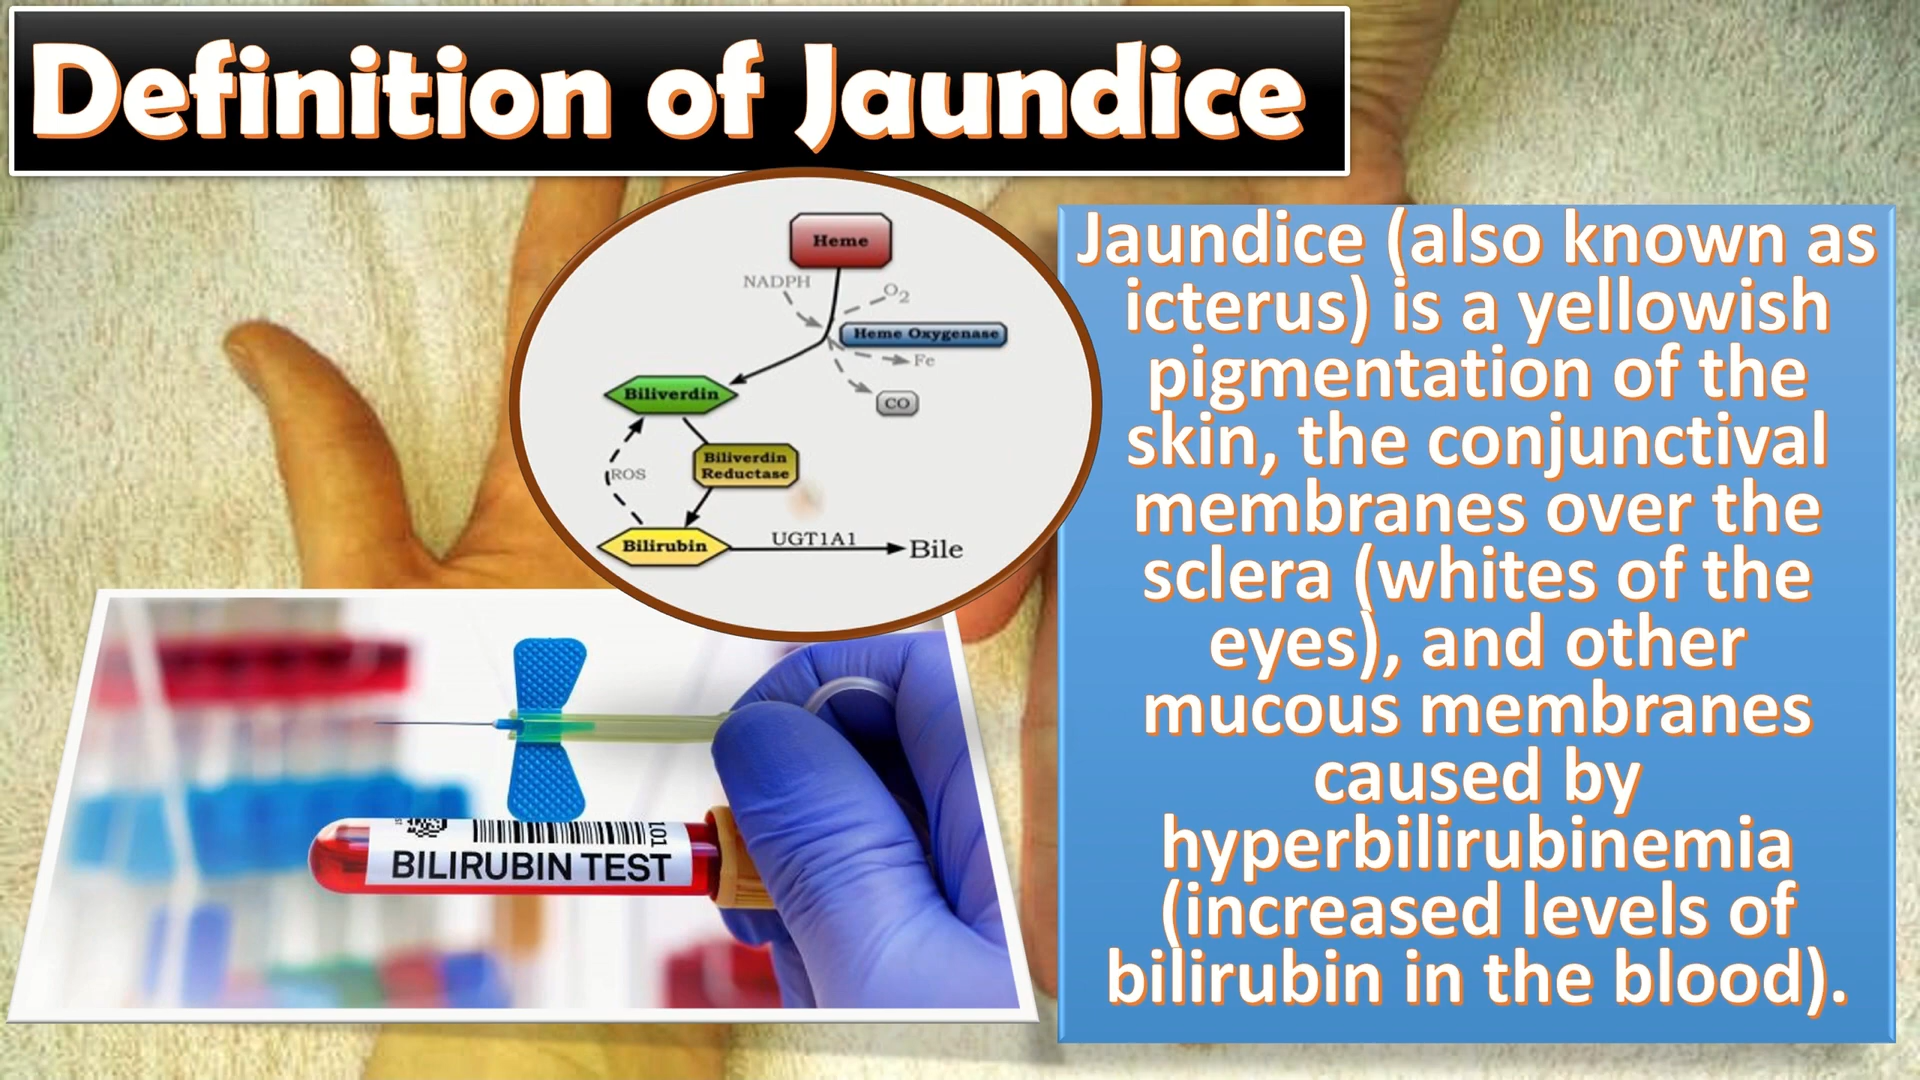 Definition of Jaundice
Heme
NADPH
O2
Heme Oxygenase
Fe
CO
Biliverdin
Biliverdin
Reductase
ROS
Bilirubin
UGT1A1
Bile
Jaundice (also known as
icterus) is a yellowish
pigmentation of the
skin, the conjunctival
membranes over the
sclera (whites of the
eyes), and other
mucous membranes
caused by
hyperbilirubinemia
(increased levels of
bilirubin in the blood).
L01
BILIRUBIN TEST